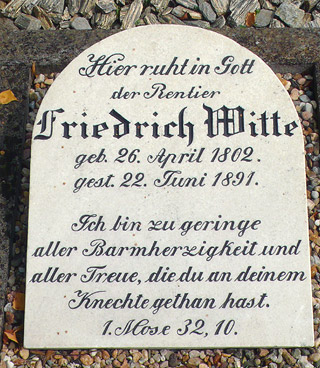 Hier ruht in Gott
der Rentier
Friedrich Witte
geb. 26. April 1802.
gest. 22. Juni 1891.
Ich bin zu geringe
aller Barmherzigkeit und
aller Treue, die du an deinem
Knechte gethan hast.
1. Mose 32, 10.